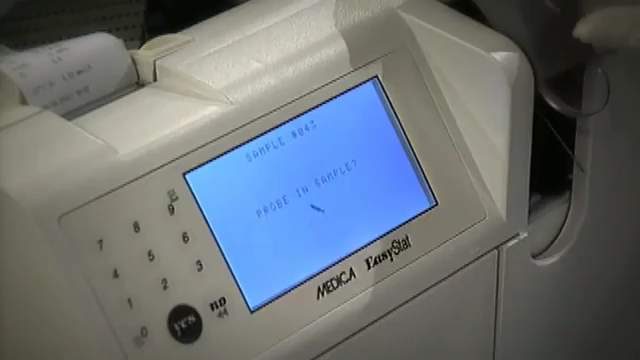 SAMPLE #043
PROBE IN SAMPLE?
7 8 9
4 5 6
1 2 3
0 yes no
MEDICA EasyStat